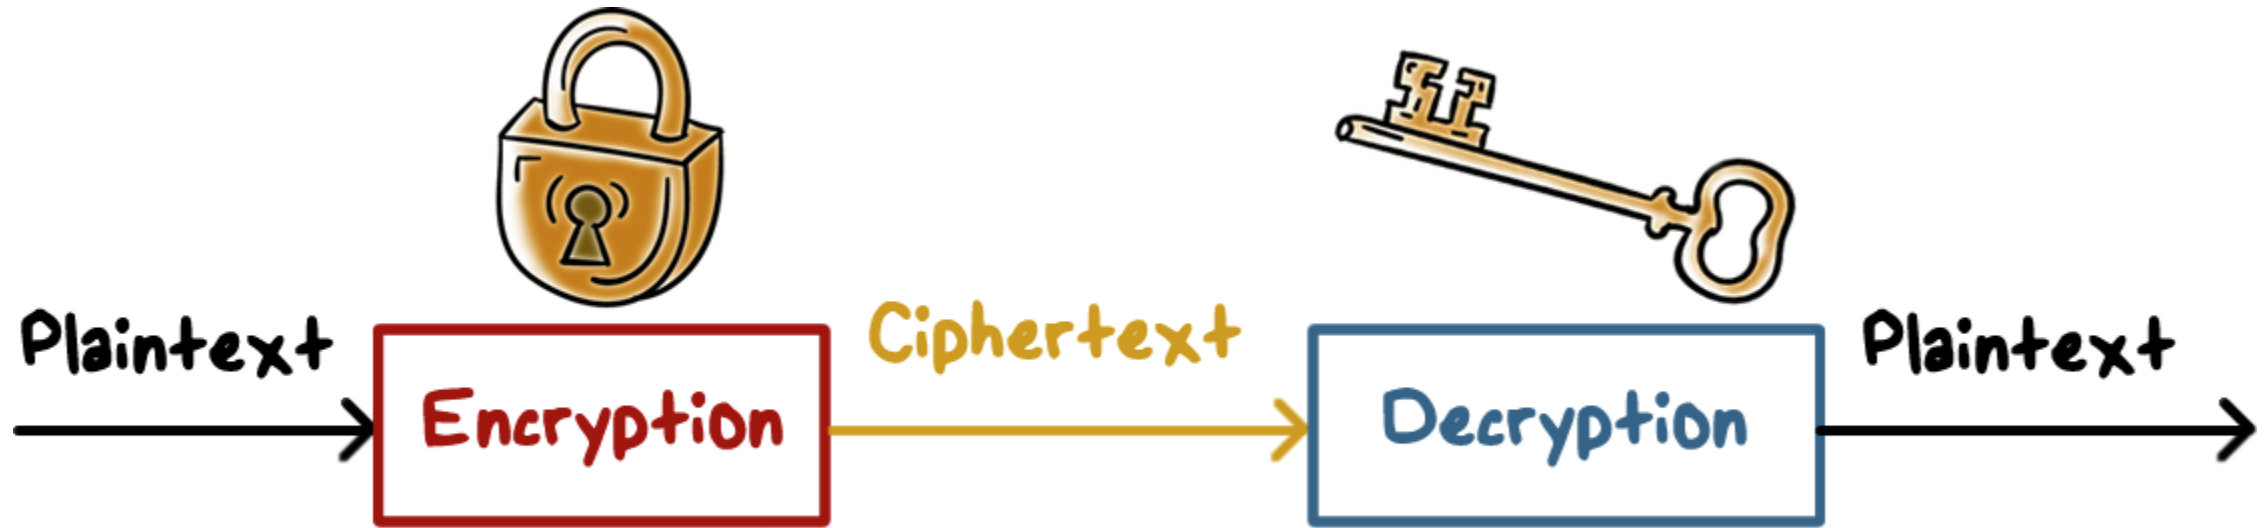 Plaintext
Encryption
Ciphertext
Decryption
Plaintext